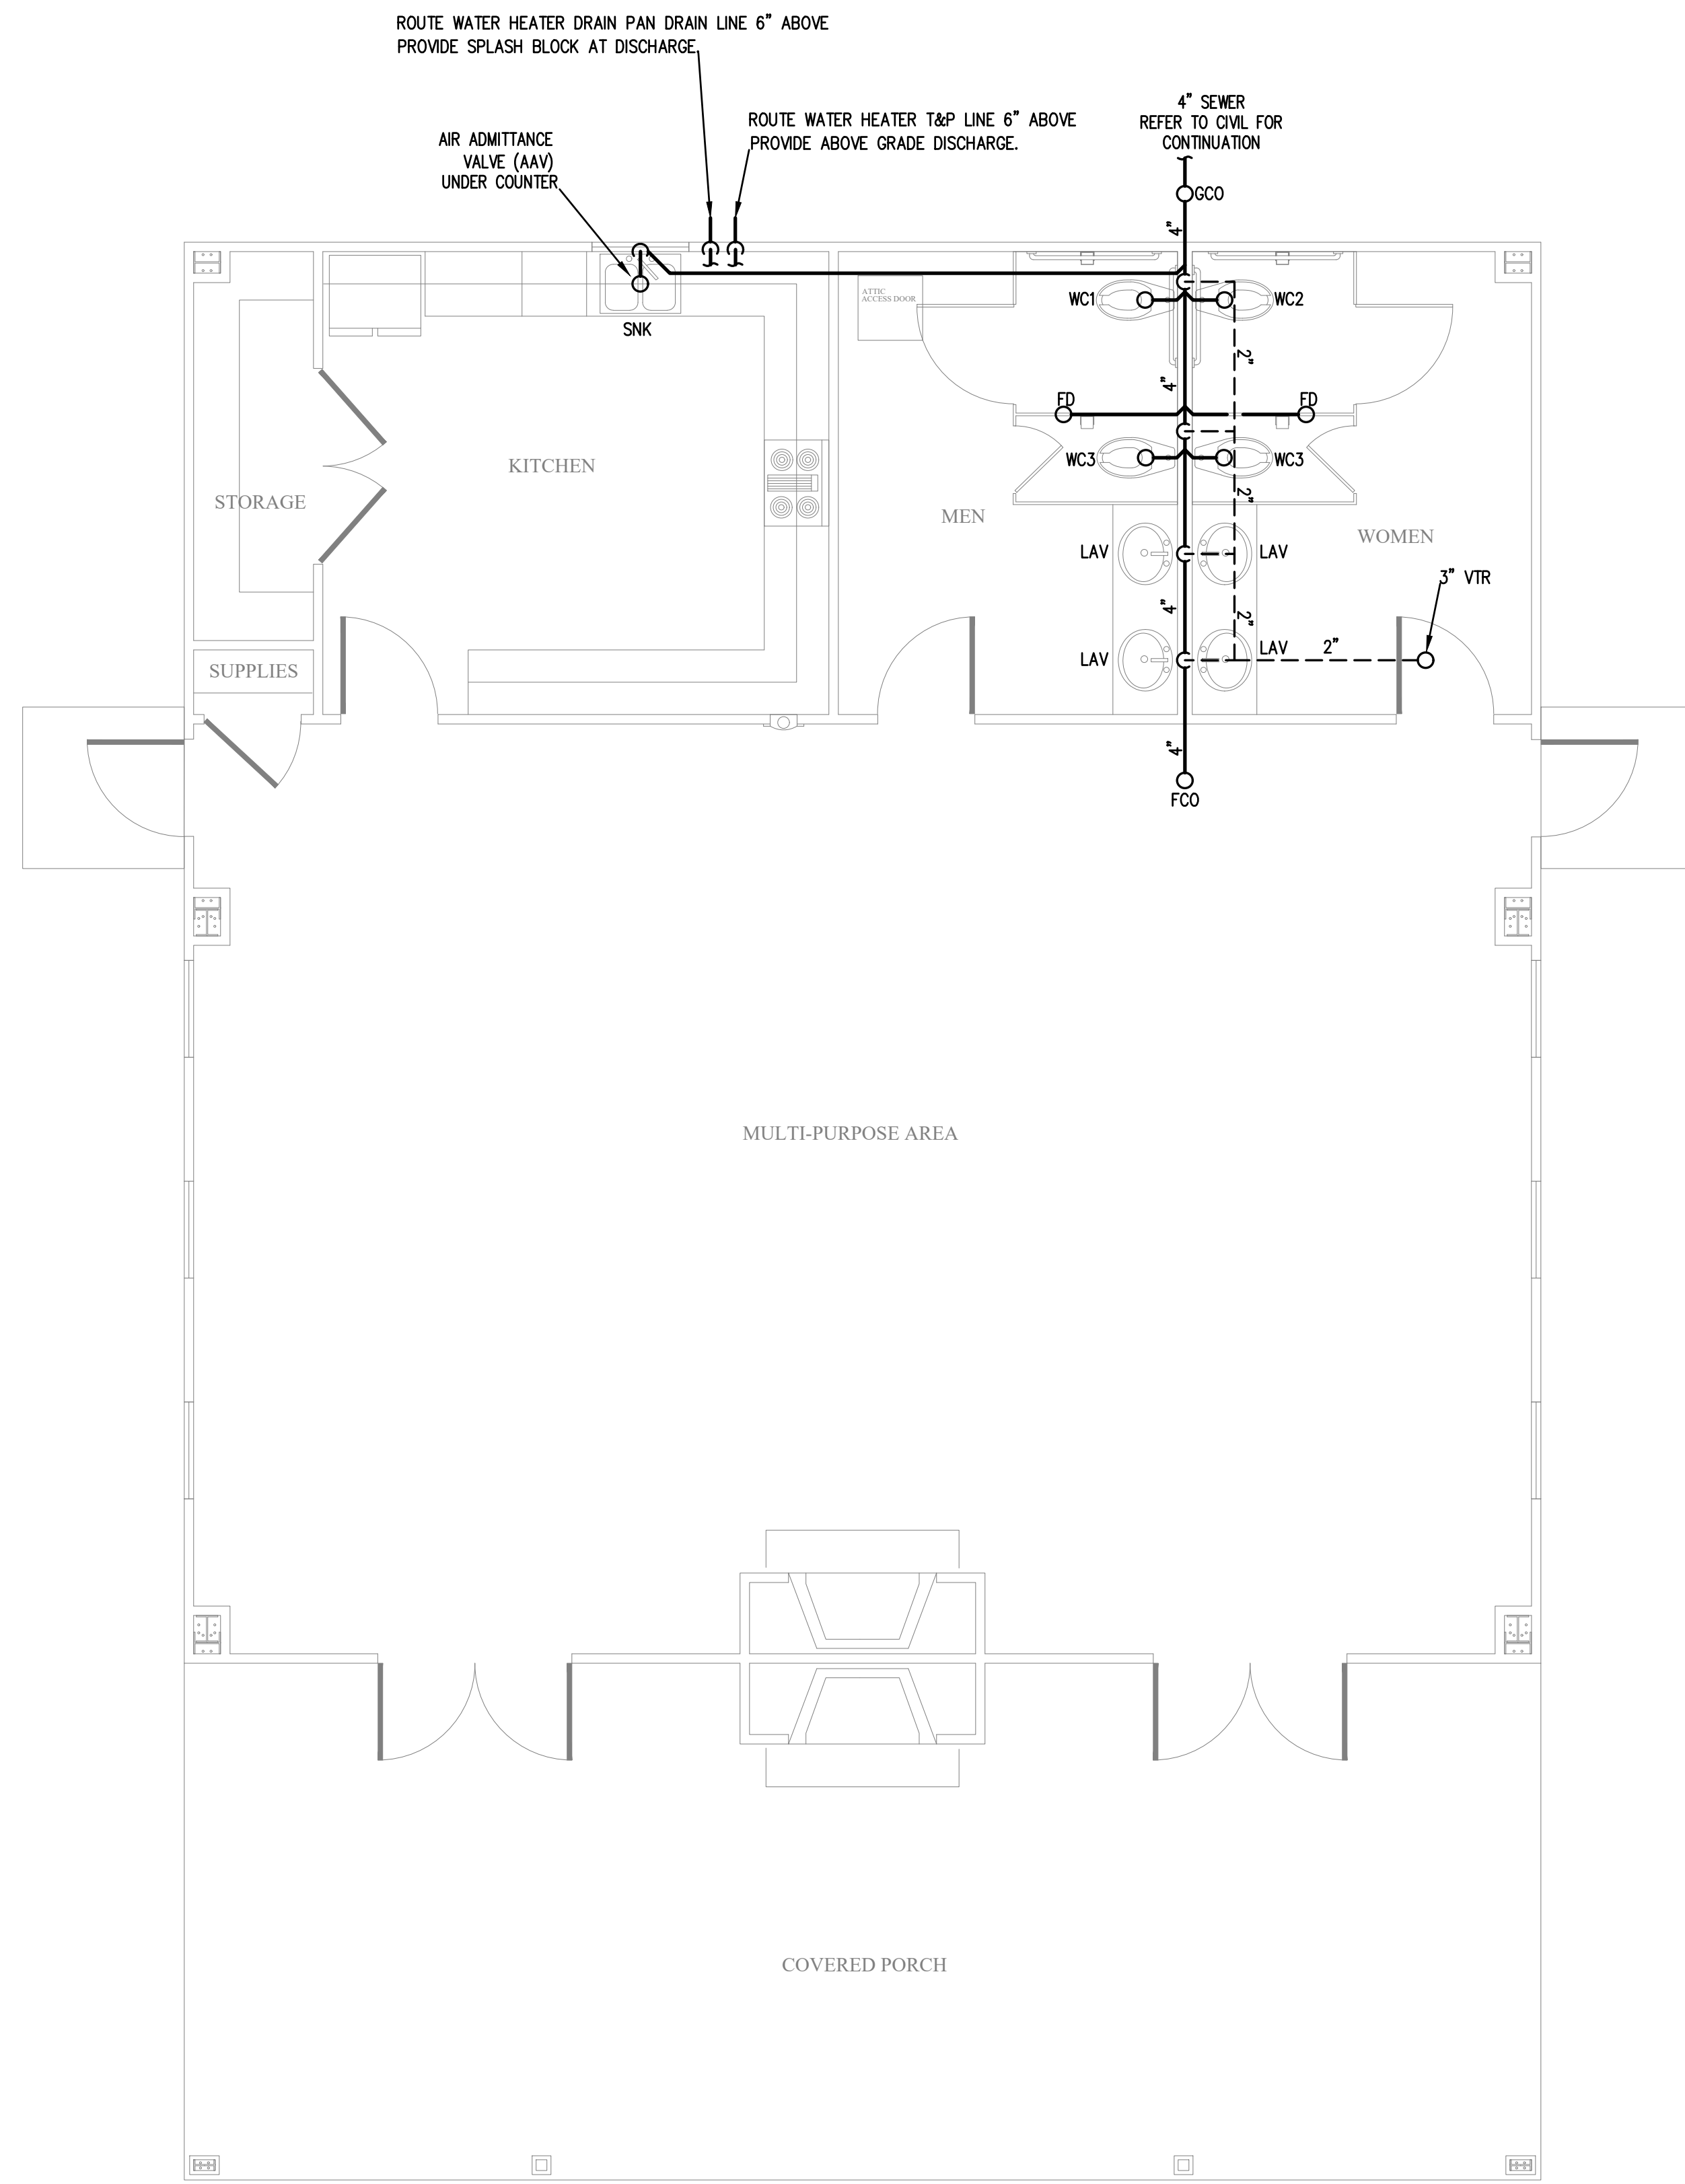 ROUTE WATER HEATER DRAIN PAN DRAIN LINE 6" ABOVE
PROVIDE SPLASH BLOCK AT DISCHARGE.
4" SEWER
REFER TO CIVIL FOR
CONTINUATION
ROUTE WATER HEATER T&P LINE 6" ABOVE
PROVIDE ABOVE GRADE DISCHARGE.
AIR ADMITTANCE
VALVE (AAV)
UNDER COUNTER
GCO
4"
ATTIC
ACCESS DOOR
WC1
WC2
SNK
2"
4"
FD
FD
KITCHEN
WC3
WC3
STORAGE
2"
MEN
WOMEN
LAV
LAV
3" VTR
4"
2"
LAV
LAV
2"
SUPPLIES
4"
FCO
MULTI-PURPOSE AREA
COVERED PORCH